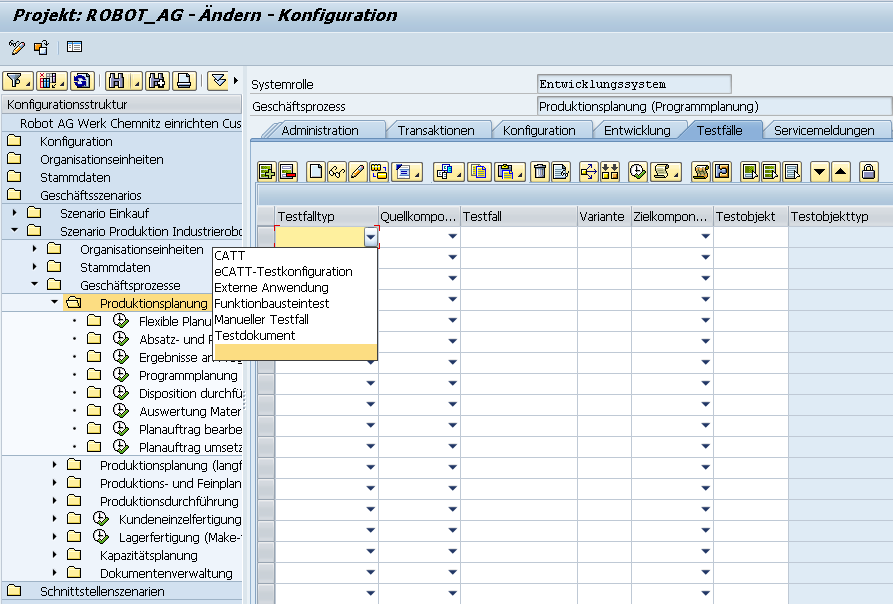 Projekt: ROBOT_AG - Ändern - Konfiguration
Systemrolle
Entwicklungssystem
Geschäftsprozess
Produktionsplanung (Programmplanung)
Administration
Transaktionen
Konfiguration
Entwicklung
Testfälle
Servicemeldungen
Konfigurationsstruktur
Robot AG Werk Chemnitz einrichten Cus
Konfiguration
Organisationseinheiten
Stammdaten
Geschäftsszenarios
Szenario Einkauf
Szenario Produktion Industrierobo
Organisationseinheiten
Stammdaten
Geschäftsprozesse
Produktionsplanung
Flexible Planu
Absatz- und P
Ergebnisse an Prog
Programmplanung
Disposition durchfü
Auswertung Mater
Planauftrag bearbe
Planauftrag umsetz
Produktionsplanung (langf
Produktions- und Feinplan
Produktionsdurchführung
Kundeneinzelfertigung
Lagerfertigung (Make-
Kapazitätsplanung
Dokumentenverwaltung
Schnittstellenszenarien
Testfalltyp
Quellkompo...
Testfall
Variante
Zielkompon...
Testobjekt
Testobjekttyp
CATT
eCATT-Testkonfiguration
Externe Anwendung
Funktionbausteintest
Manueller Testfall
Testdokument